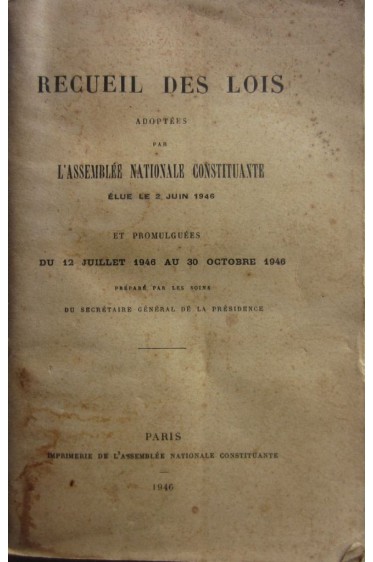 RECUEIL DES LOIS
ADOPTÉES
PAR
L'ASSEMBLÉE NATIONALE CONSTITUANTE
ÉLUE LE 2 JUIN 1946
ET PROMULGUÉES
DU 12 JUILLET 1946 AU 30 OCTOBRE 1946
PRÉPARÉ PAR LES SOINS
DU SECRÉTAIRE GÉNÉRAL DE LA PRÉSIDENCE
PARIS
IMPRIMERIE DE L'ASSEMBLÉE NATIONALE CONSTITUANTE
1946